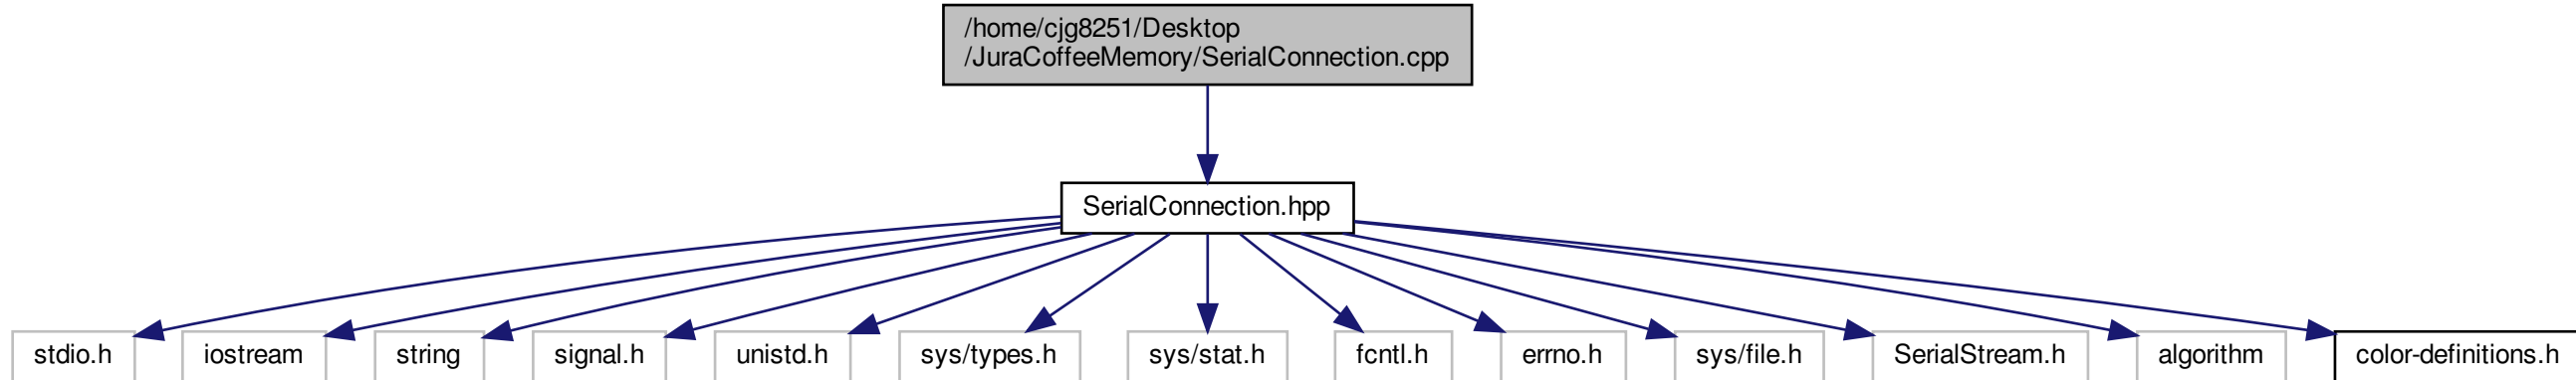 /home/cjg8251/Desktop
/JuraCoffeeMemory/SerialConnection.cpp
SerialConnection.hpp
stdio.h
iostream
string
signal.h
unistd.h
sys/types.h
sys/stat.h
fcntl.h
errno.h
sys/file.h
SerialStream.h
algorithm
color-definitions.h